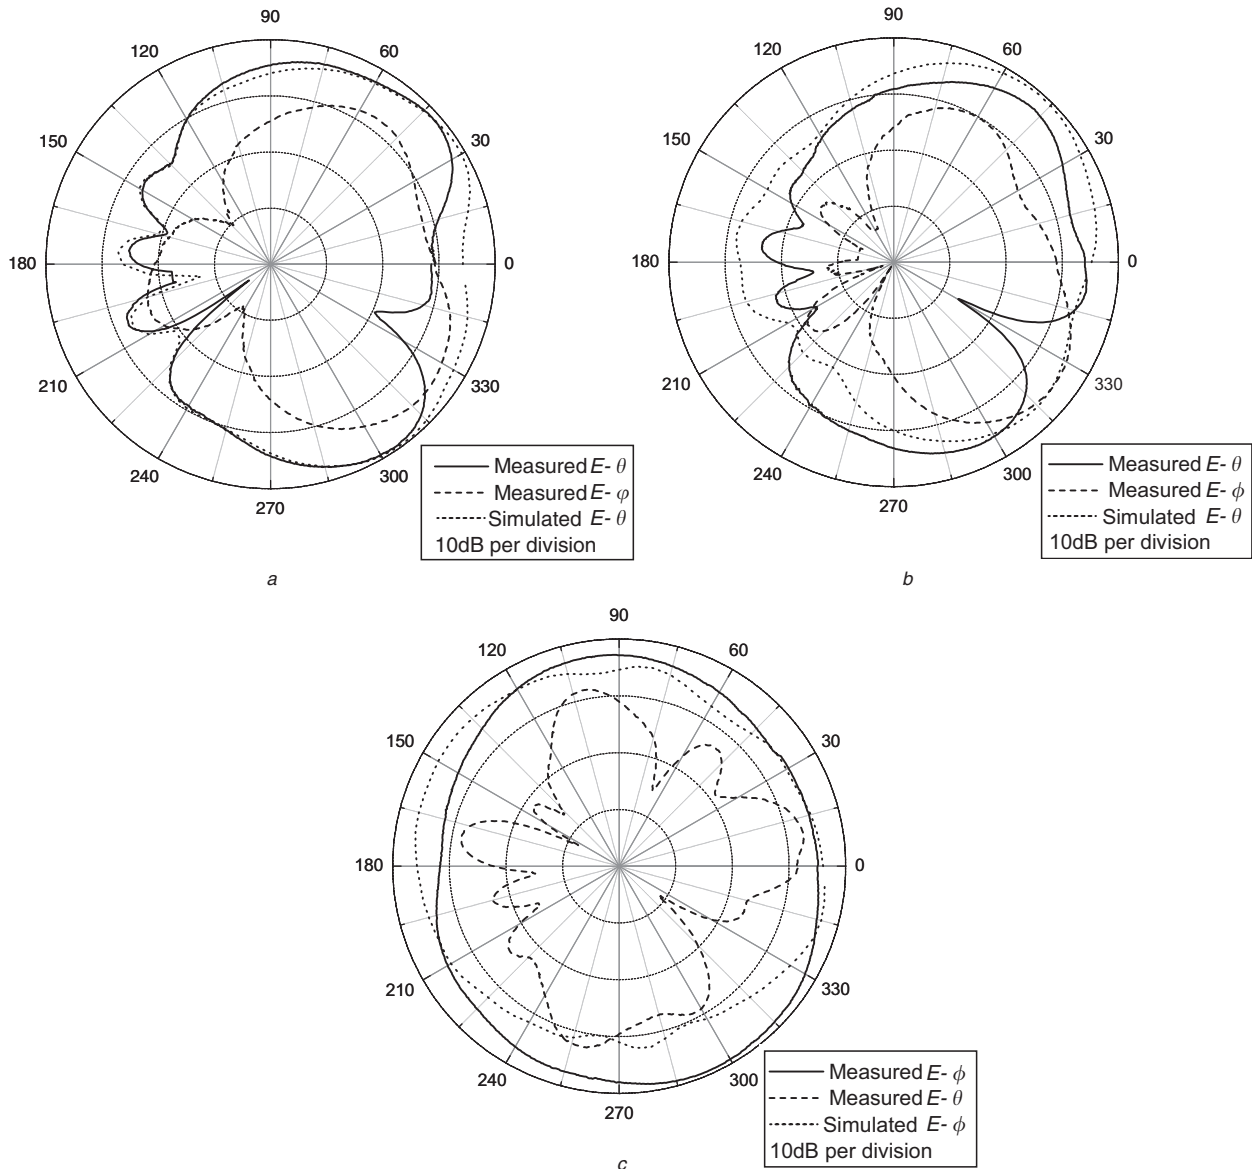 90
120
60
150
30
180
0
210
330
240
300
270
Measured E- θ
Measured E- φ
Simulated E- θ
10dB per division
a
90
120
60
150
30
180
0
210
330
240
300
270
Measured E- θ
Measured E- ϕ
Simulated E- θ
10dB per division
b
90
120
60
150
30
180
0
210
330
240
300
270
Measured E- ϕ
Measured E- θ
Simulated E- ϕ
10dB per division
c